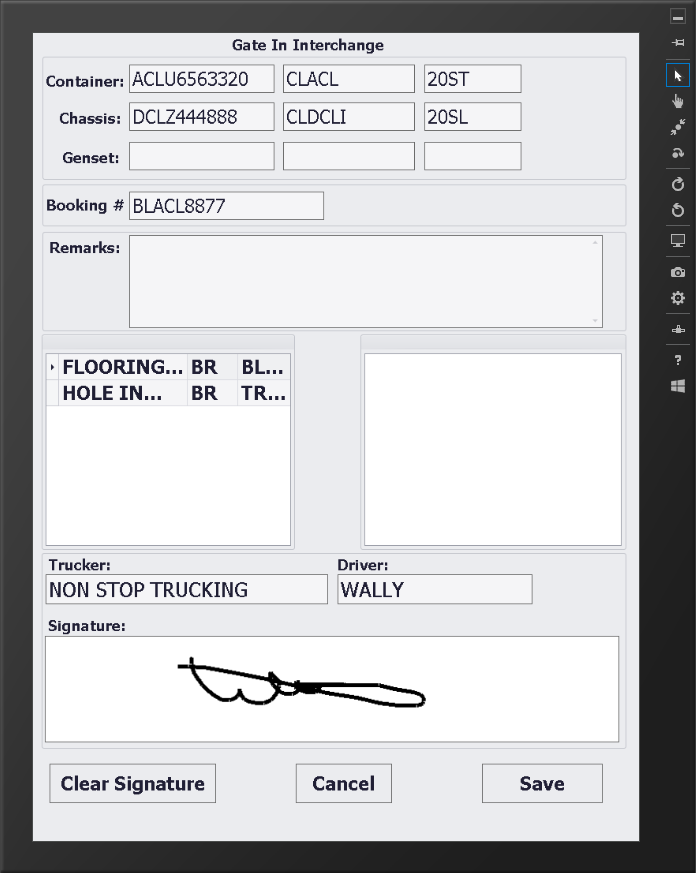 Gate In Interchange
Container: ACLU6563320 CLACL 20ST
Chassis: DCLZ444888 CLDCLI 20SL
Genset:
Booking # BLACL8877
Remarks:
FLOORING... BR BL...
HOLE IN... BR TR...
Trucker: Driver:
NON STOP TRUCKING WALLY
Signature:
Clear Signature Cancel Save